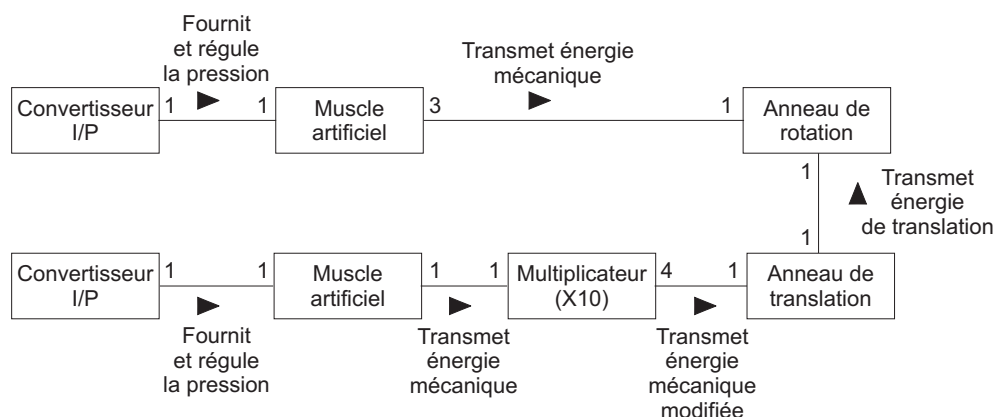 Fournit
et régule
la pression
Transmet énergie
mécanique
Convertisseur
I/P
1
1
Muscle
artificiel
3
1
Anneau de
rotation
1
Transmet
énergie
de translation
1
Convertisseur
I/P
1
1
Muscle
artificiel
1
1
Multiplicateur
(X10)
4
1
Anneau de
translation
Fournit
et régule
la pression
Transmet
énergie
mécanique
Transmet
énergie
mécanique
modifiée